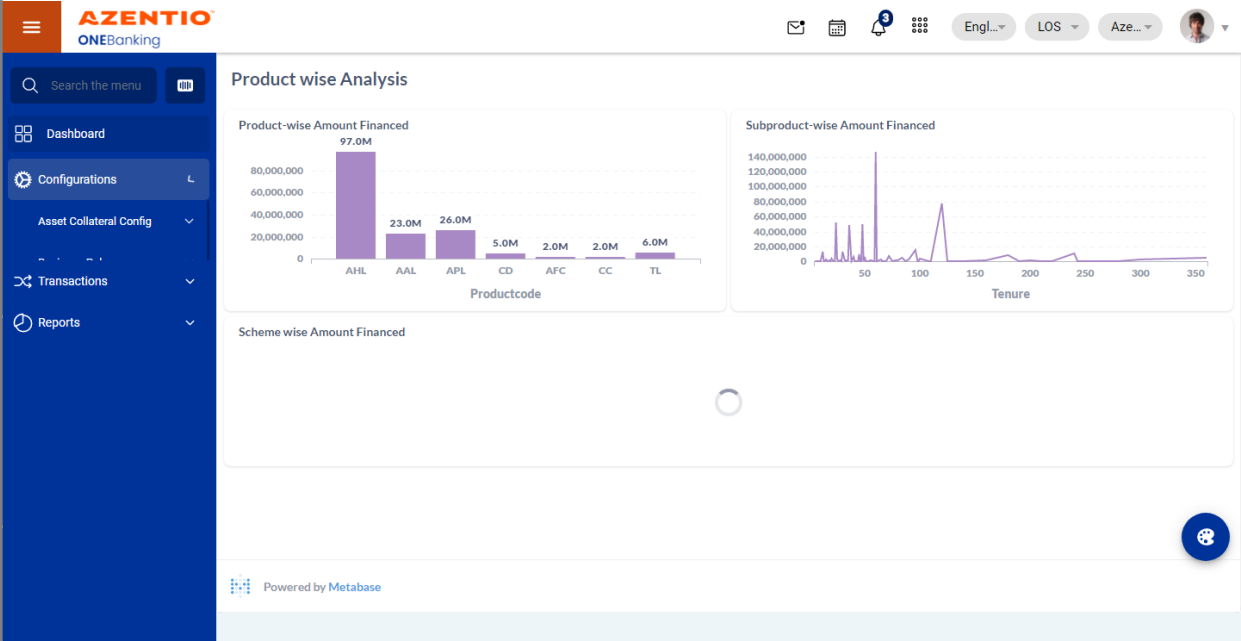 AZENTIO
ONEBanking
3
Engl...
LOS
Aze...
Search the menu
Dashboard
Configurations
Asset Collateral Config
Transactions
Reports
Product wise Analysis
Product-wise Amount Financed
97.0M
80,000,000
60,000,000
40,000,000
20,000,000
0
23.0M
26.0M
5.0M
2.0M
2.0M
6.0M
AHL
AAL
APL
CD
AFC
CC
TL
Productcode
Subproduct-wise Amount Financed
140,000,000
120,000,000
100,000,000
80,000,000
60,000,000
40,000,000
20,000,000
0
50
100
150
200
250
300
350
Tenure
Scheme wise Amount Financed
Powered by Metabase